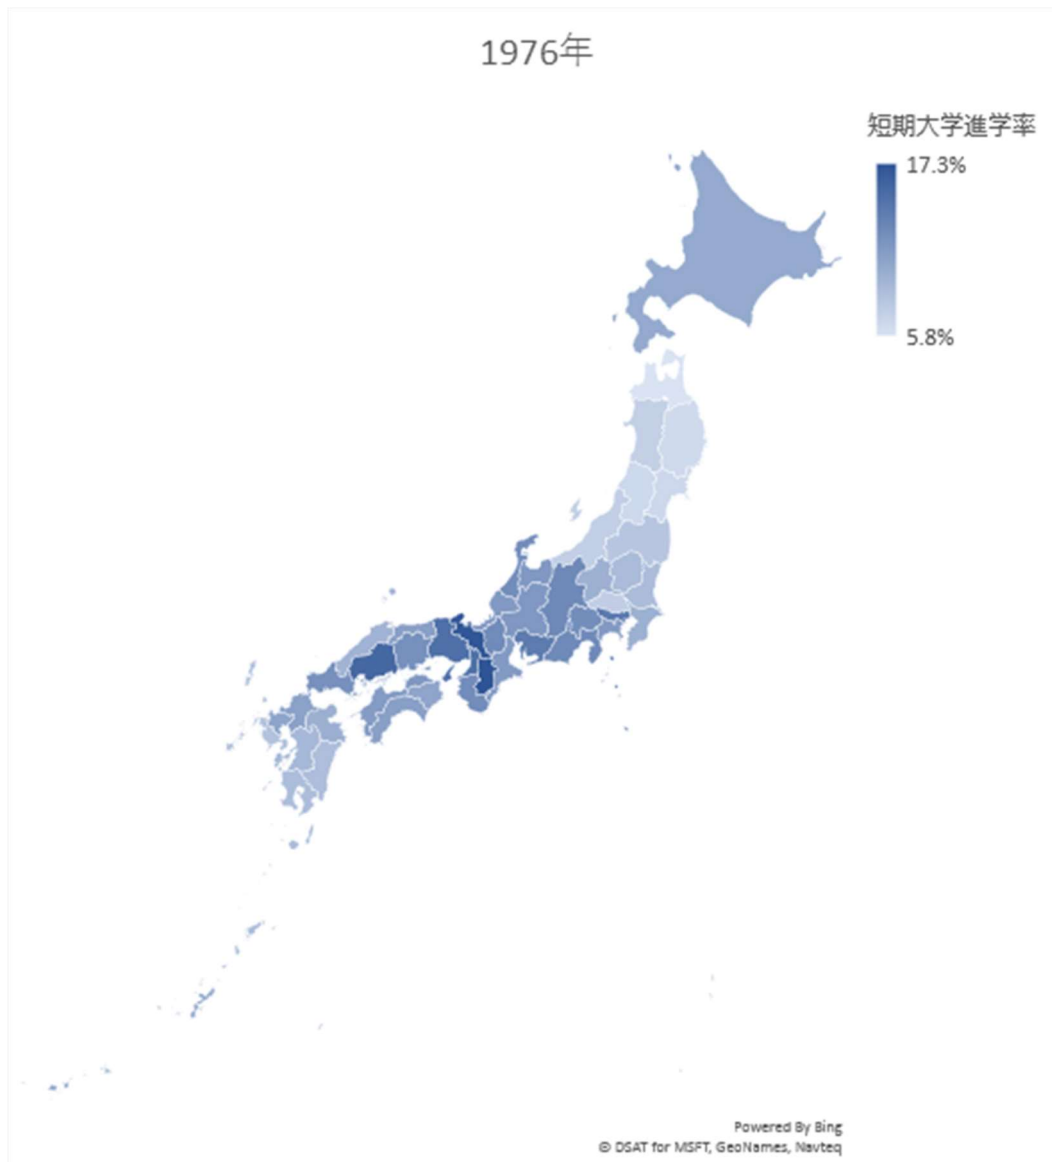 1976年
短期大学進学率
17.3%
5.8%
Powered By Bing
© DSAT for MSFT, GeoNames, Navteq